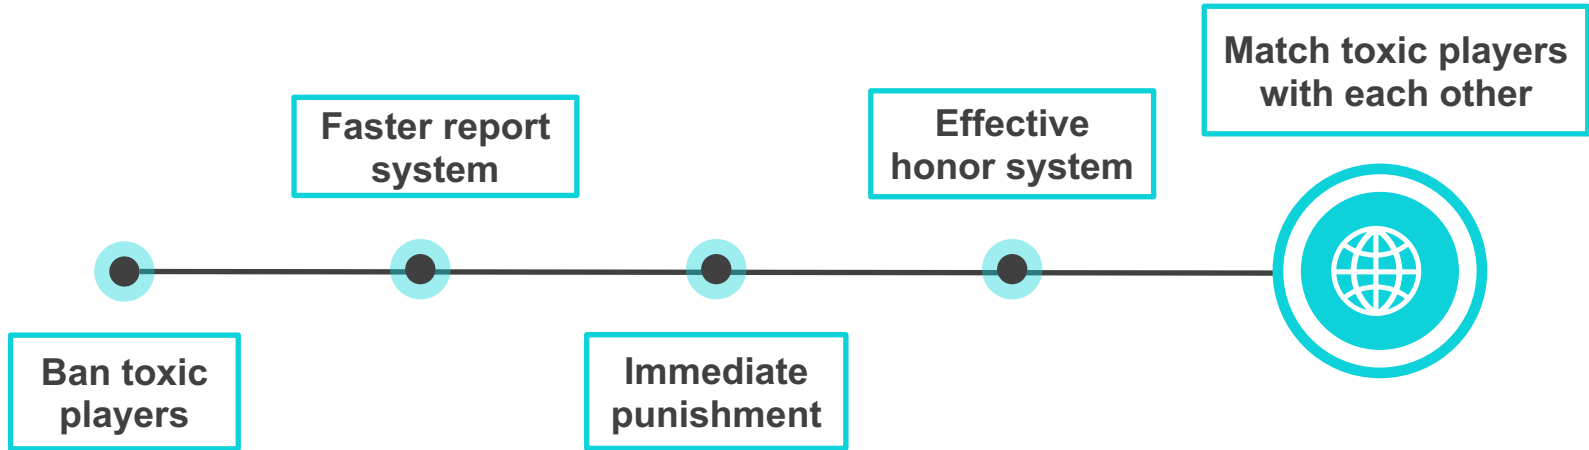 Ban toxic
players
Faster report
system
Immediate
punishment
Effective
honor system
Match toxic players
with each other